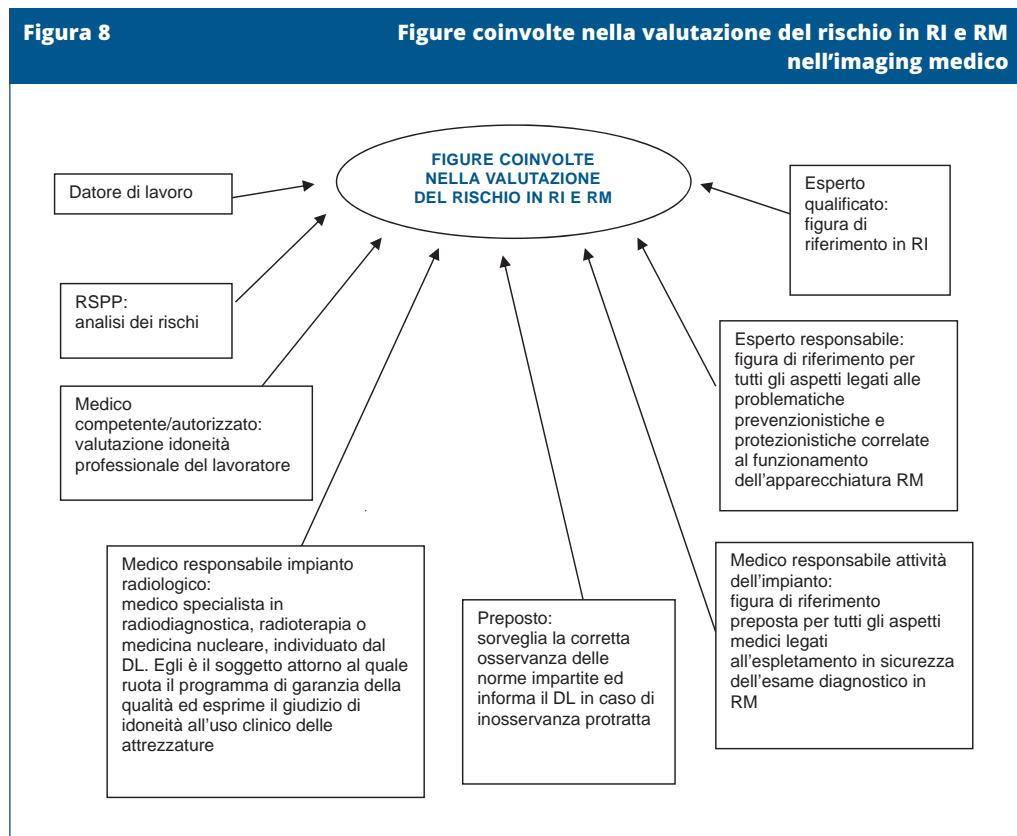 Figura 8
Figure coinvolte nella valutazione del rischio in RI e RM
nell’imaging medico
FIGURE COINVOLTE
NELLA VALUTAZIONE
DEL RISCHIO IN RI E RM
Datore di lavoro
Esperto
qualificato:
figura di
riferimento in RI
RSPP:
analisi dei rischi
Esperto responsabile:
figura di riferimento per
tutti gli aspetti legati alle
problematiche
prevenzionistiche e
protezionistiche correlate
al funzionamento
dell’apparecchiatura RM
Medico
competente/autorizzato:
valutazione idoneità
professionale del lavoratore
Medico responsabile impianto
radiologico:
medico specialista in
radiodiagnostica, radioterapia o
medicina nucleare, individuato dal
DL. Egli è il soggetto attorno al quale
ruota il programma di garanzia della
qualità ed esprime il giudizio di
idoneità all’uso clinico delle
attrezzature
Preposto:
sorveglia la corretta
osservanza delle
norme impartite ed
informa il DL in caso di
inosservanza protratta
Medico responsabile attività
dell’impianto:
figura di riferimento
preposta per tutti gli aspetti
medici legati
all’espletamento in sicurezza
dell’esame diagnostico in
RM